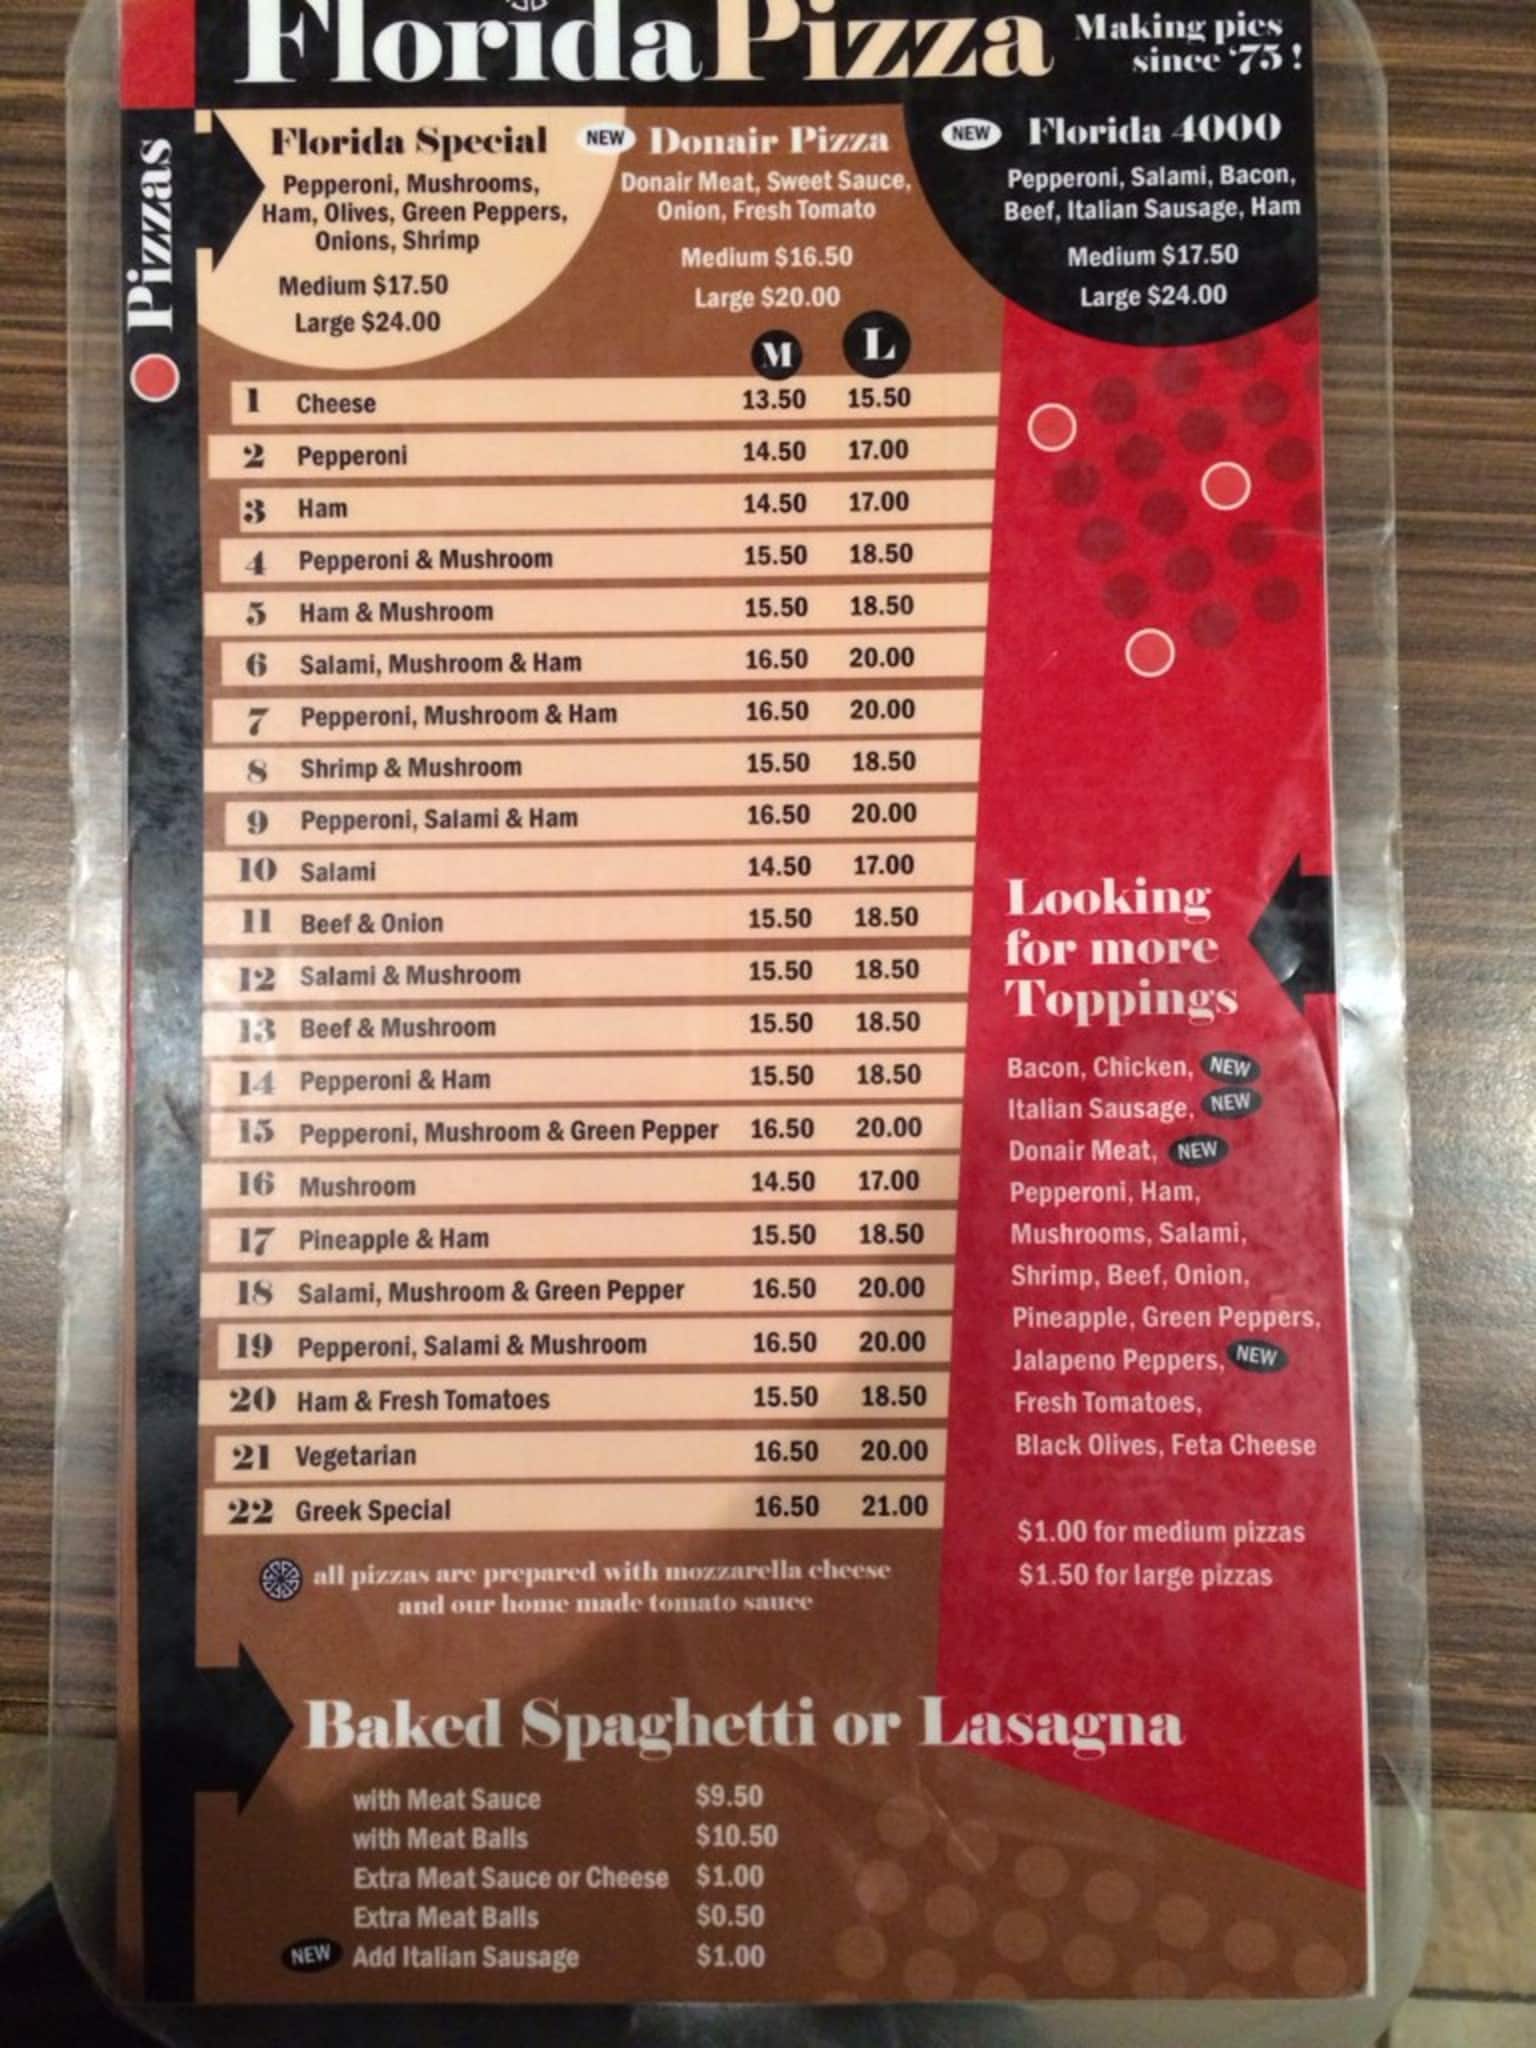 Florida Pizza
Making pies
since '75 !
Pizzas
Florida Special
Pepperoni, Mushrooms,
Ham, Olives, Green Peppers,
Onions, Shrimp
Medium $17.50
Large $24.00
NEW Donair Pizza
Donair Meat, Sweet Sauce,
Onion, Fresh Tomato
Medium $16.50
Large $20.00
NEW Florida 4000
Pepperoni, Salami, Bacon,
Beef, Italian Sausage, Ham
Medium $17.50
Large $24.00
M L
1 Cheese 13.50 15.50
2 Pepperoni 14.50 17.00
3 Ham 14.50 17.00
4 Pepperoni & Mushroom 15.50 18.50
5 Ham & Mushroom 15.50 18.50
6 Salami, Mushroom & Ham 16.50 20.00
7 Pepperoni, Mushroom & Ham 16.50 20.00
8 Shrimp & Mushroom 15.50 18.50
9 Pepperoni, Salami & Ham 16.50 20.00
10 Salami 14.50 17.00
11 Beef & Onion 15.50 18.50
12 Salami & Mushroom 15.50 18.50
13 Beef & Mushroom 15.50 18.50
14 Pepperoni & Ham 15.50 18.50
15 Pepperoni, Mushroom & Green Pepper 16.50 20.00
16 Mushroom 14.50 17.00
17 Pineapple & Ham 15.50 18.50
18 Salami, Mushroom & Green Pepper 16.50 20.00
19 Pepperoni, Salami & Mushroom 16.50 20.00
20 Ham & Fresh Tomatoes 15.50 18.50
21 Vegetarian 16.50 20.00
22 Greek Special 16.50 21.00
all pizzas are prepared with mozzarella cheese
and our home made tomato sauce
Looking
for more
Toppings
Bacon, Chicken, NEW
Italian Sausage, NEW
Donair Meat, NEW
Pepperoni, Ham,
Mushrooms, Salami,
Shrimp, Beef, Onion,
Pineapple, Green Peppers,
Jalapeno Peppers, NEW
Fresh Tomatoes,
Black Olives, Feta Cheese
$1.00 for medium pizzas
$1.50 for large pizzas
Baked Spaghetti or Lasagna
with Meat Sauce $9.50
with Meat Balls $10.50
Extra Meat Sauce or Cheese $1.00
Extra Meat Balls $0.50
NEW Add Italian Sausage $1.00